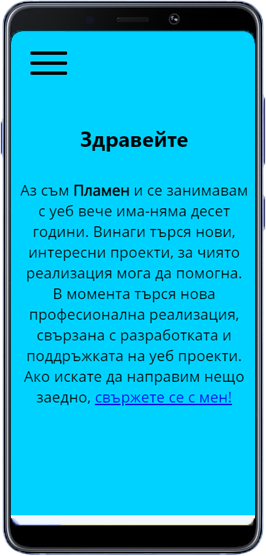 Здравейте
Аз съм Пламен и се занимавам
с уеб вече има-няма десет
години. Винаги търся нови,
интересни проекти, за чиято
реализация мога да помогна.
В момента търся нова
професионална реализация,
свързана с разработката и
поддръжката на уеб проекти.
Ако искате да направим нещо
заедно, свържете се с мен!